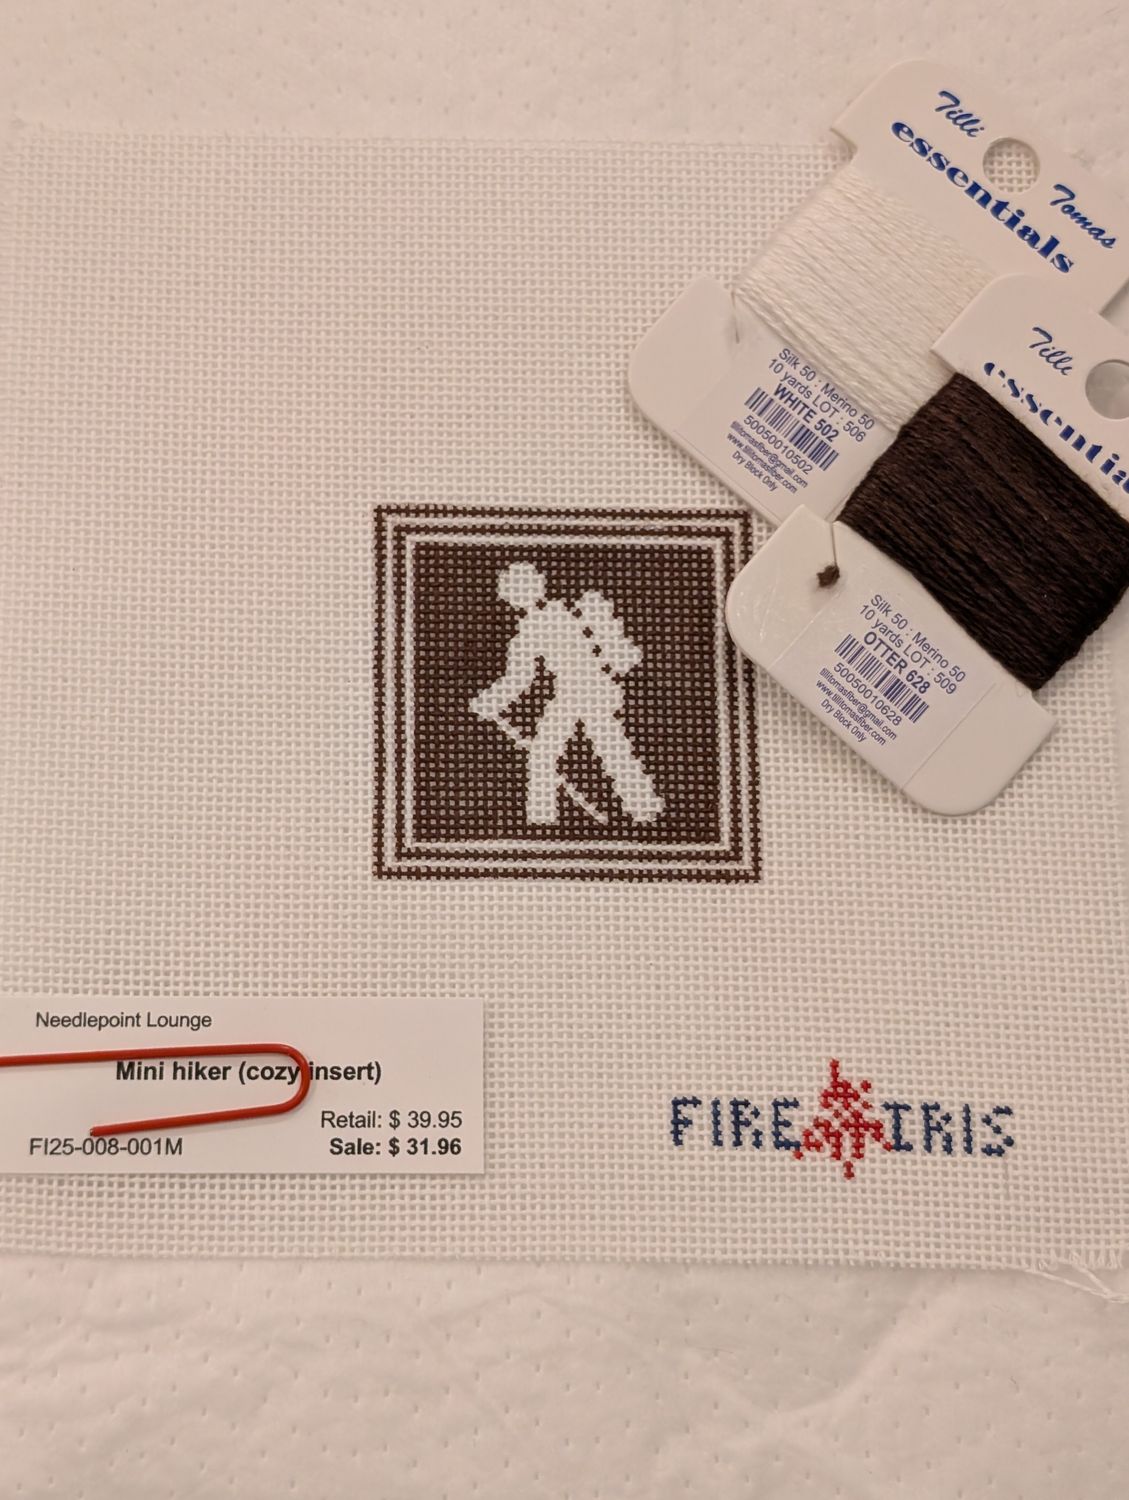 Tilli
Tomas
essentials
Silk 50 : Merino 50
10 yards LOT : 506
WHITE 502
50050010502
tillitomasfiber@gmail.com
www.tillitomasfiber.com
Dry Block Only
Tilli
essentia
Silk 50 : Merino 50
10 yards LOT : 509
OTTER 628
50050010628
tillitomasfiber@gmail.com
www.tillitomasfiber.com
Dry Block Only
Needlepoint Lounge
Mini hiker (cozy insert)
Retail: $ 39.95
FI25-008-001M Sale: $ 31.96
FIRE IRIS